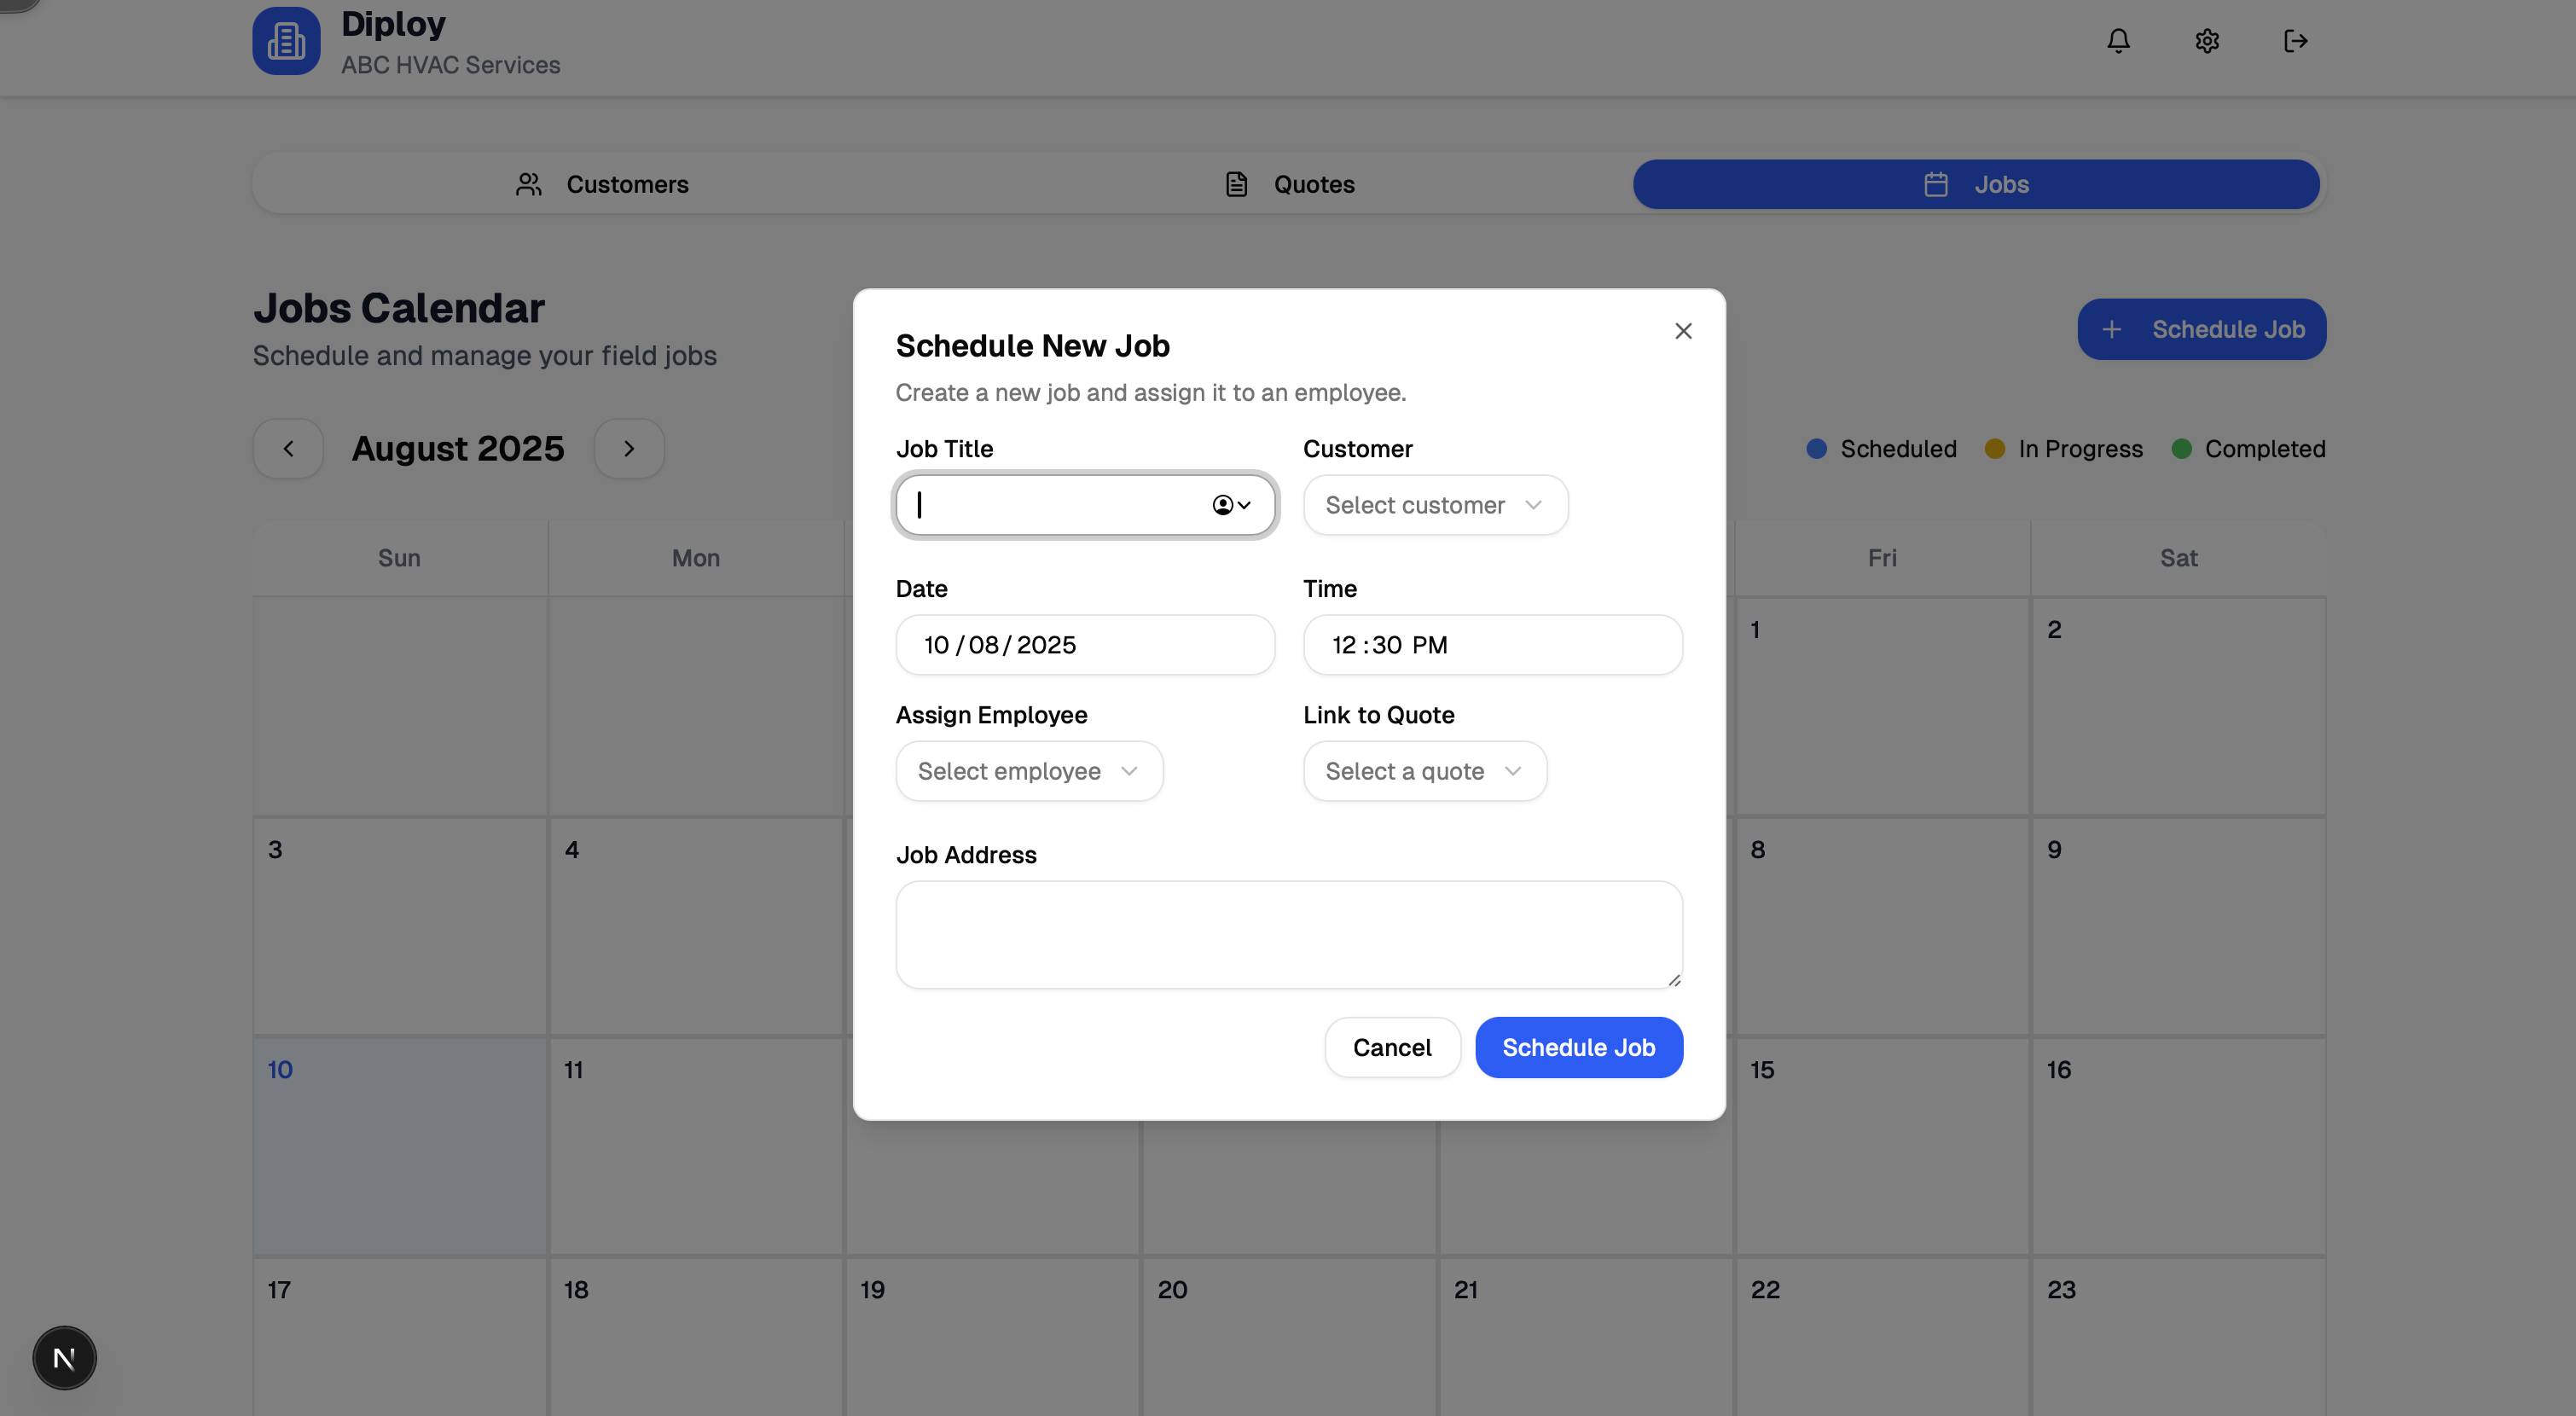 Diploy
ABC HVAC Services
Customers
Quotes
Jobs
Jobs Calendar
Schedule and manage your field jobs
+ Schedule Job
August 2025
Scheduled
In Progress
Completed
Schedule New Job
Create a new job and assign it to an employee.
Job Title
Customer
Select customer
Date
Time
10/08/2025
12:30 PM
Assign Employee
Link to Quote
Select employee
Select a quote
Job Address
Cancel
Schedule Job
Sun
Mon
Fri
Sat
1
2
3
4
8
9
10
11
15
16
17
18
19
20
21
22
23
N